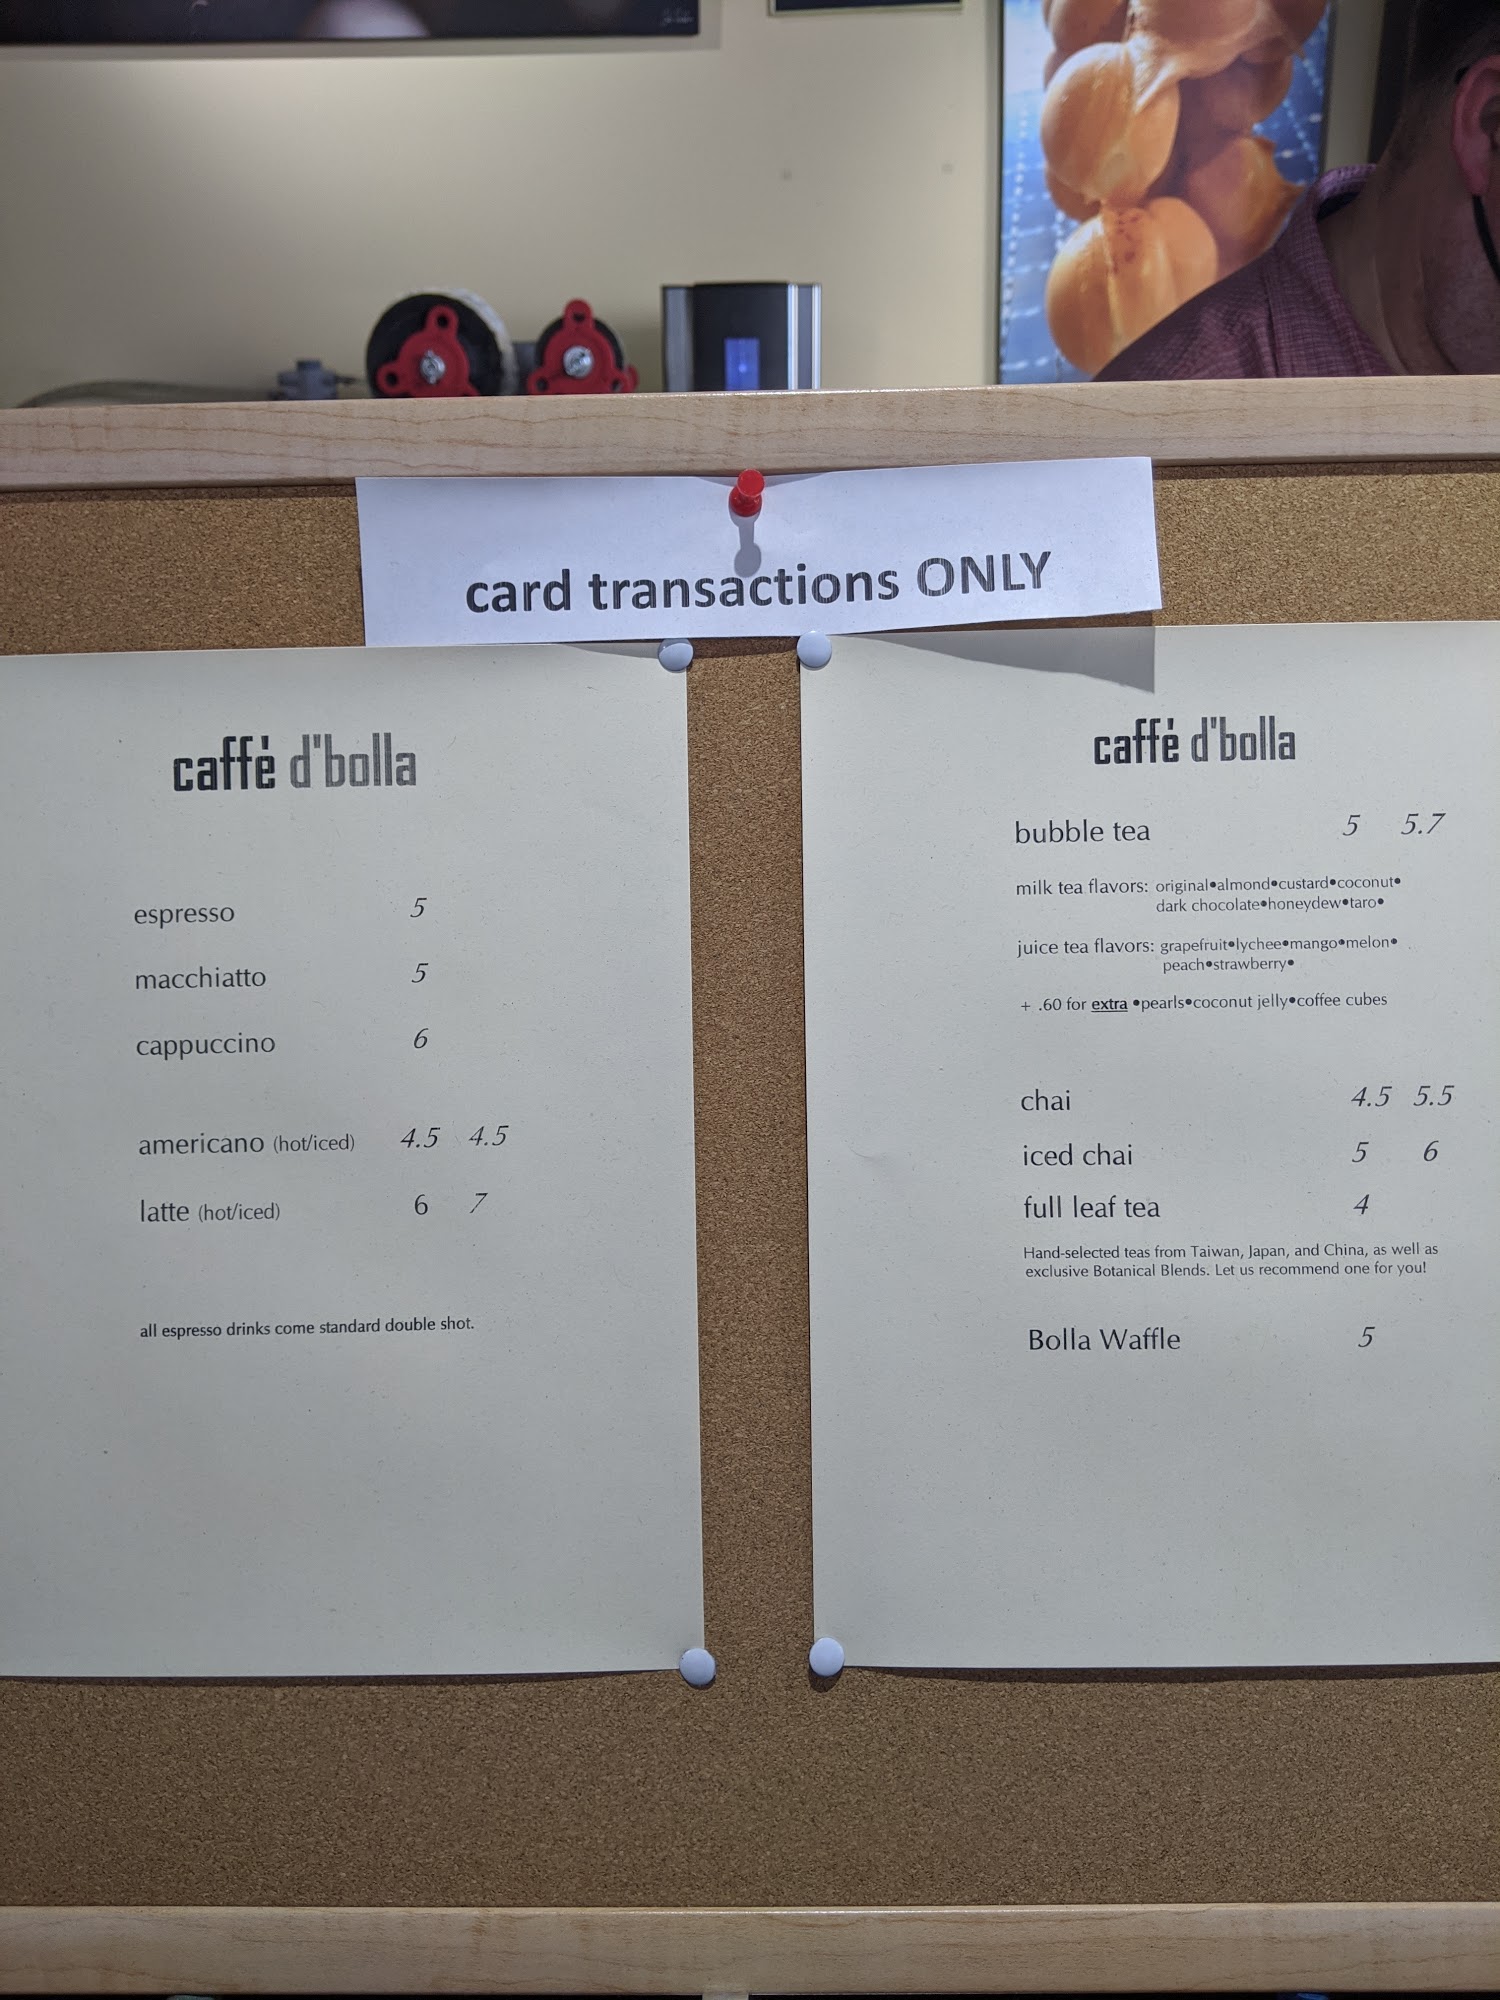 card transactions ONLY
caffé d'bolla
espresso 5
macchiatto 5
cappuccino 6
americano (hot/iced) 4.5 4.5
latte (hot/iced) 6 7
all espresso drinks come standard double shot.
caffé d'bolla
bubble tea 5 5.7
milk tea flavors: original•almond•custard•coconut•
dark chocolate•honeydew•taro•
juice tea flavors: grapefruit•lychee•mango•melon•
peach•strawberry•
+ .60 for extra •pearls•coconut jelly•coffee cubes
chai 4.5 5.5
iced chai 5 6
full leaf tea 4
Hand-selected teas from Taiwan, Japan, and China, as well as
exclusive Botanical Blends. Let us recommend one for you!
Bolla Waffle 5